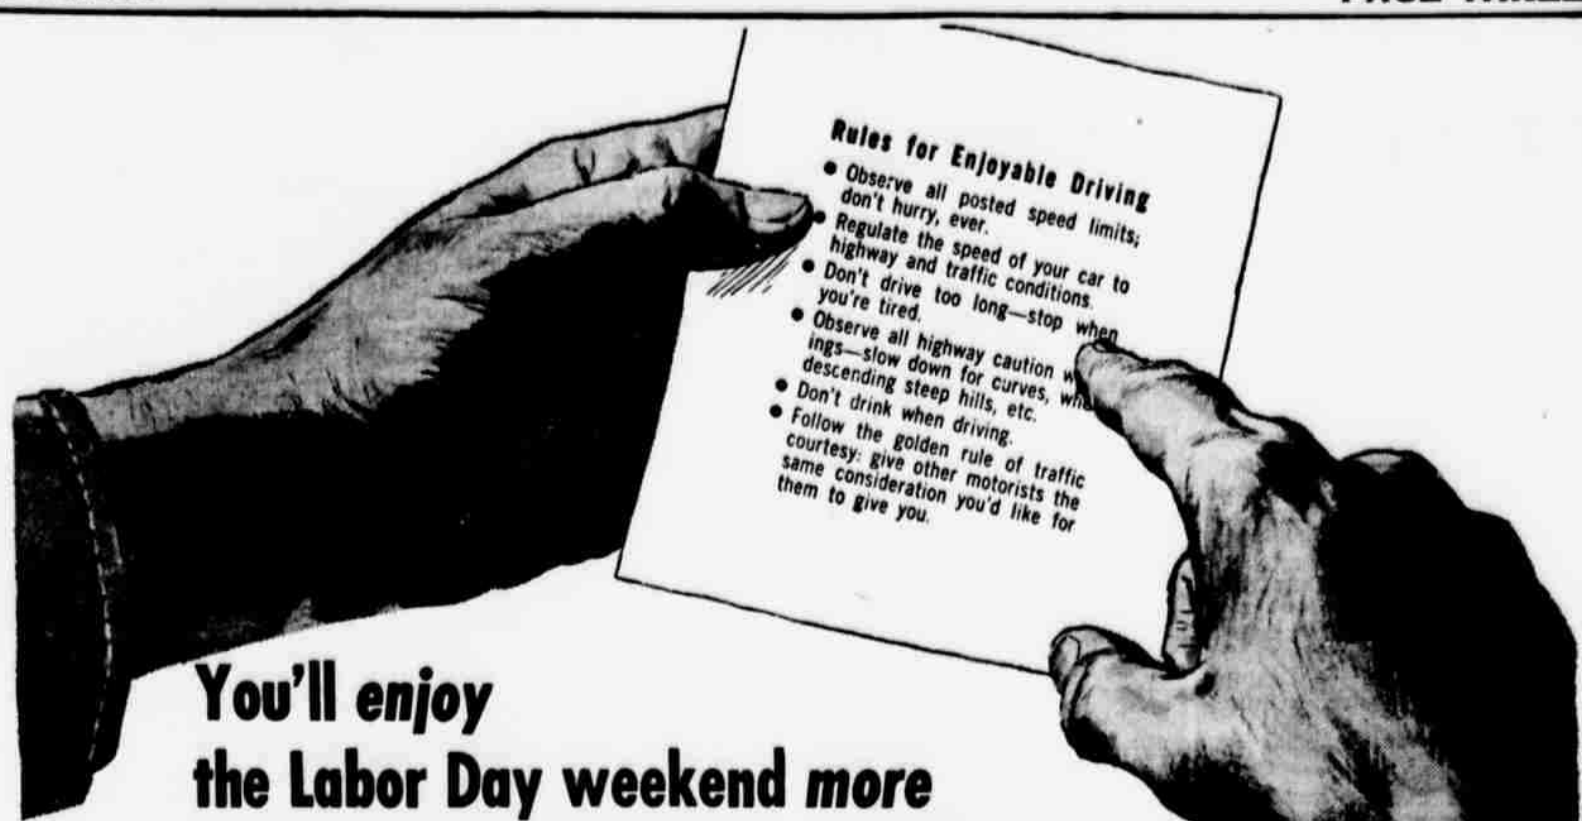 Rules for Enjoyable Driving
● Observe all posted speed limits;
don't hurry, ever.
● Regulate the speed of your car to
highway and traffic conditions.
● Don't drive too long—stop when
you're tired.
● Observe all highway caution
ings—slow down for curves,
descending steep hills, etc.
● Don't drink when driving.
● Follow the golden rule of traffic
courtesy: give other motorists the
same consideration you'd like for
them to give you.
You'll enjoy
the Labor Day weekend more